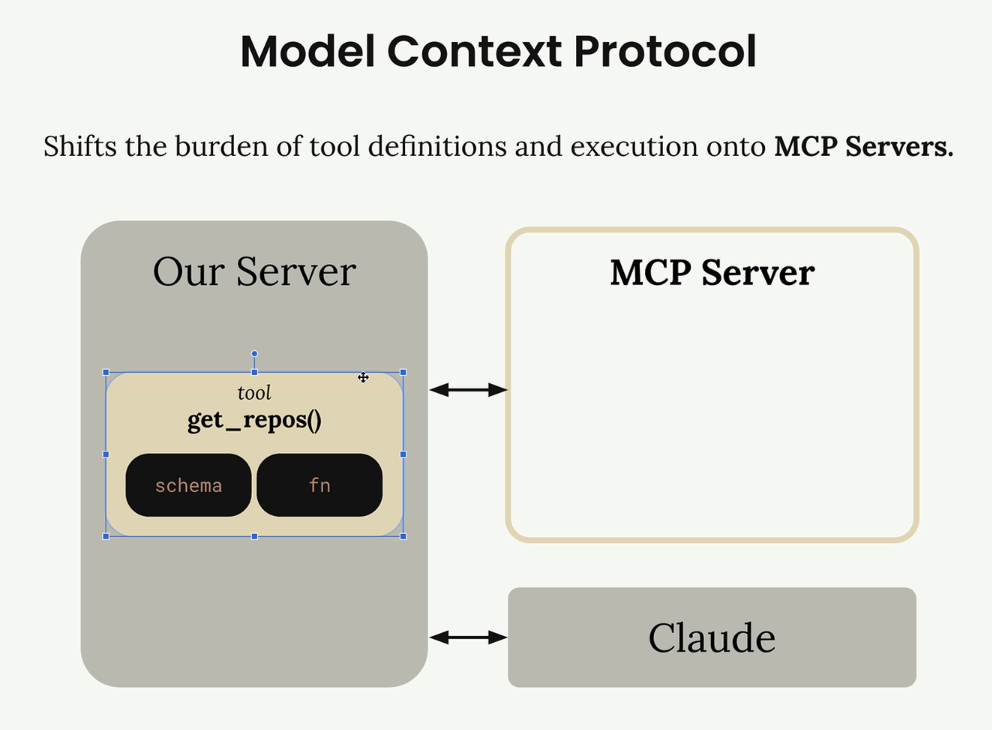 Model Context Protocol
Shifts the burden of tool definitions and execution onto MCP Servers.
Our Server
MCP Server
tool
get_repos()
schema
fn
Claude